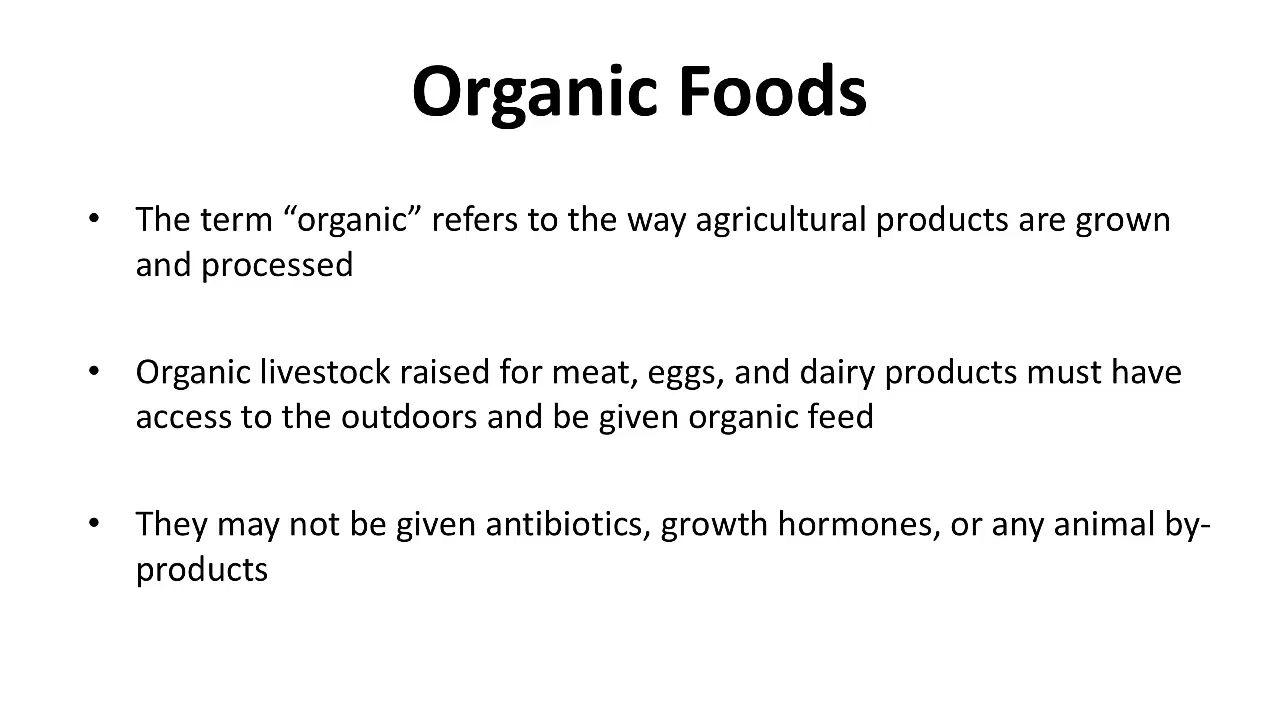 Organic Foods
• The term “organic” refers to the way agricultural products are grown
and processed
• Organic livestock raised for meat, eggs, and dairy products must have
access to the outdoors and be given organic feed
• They may not be given antibiotics, growth hormones, or any animal by-
products